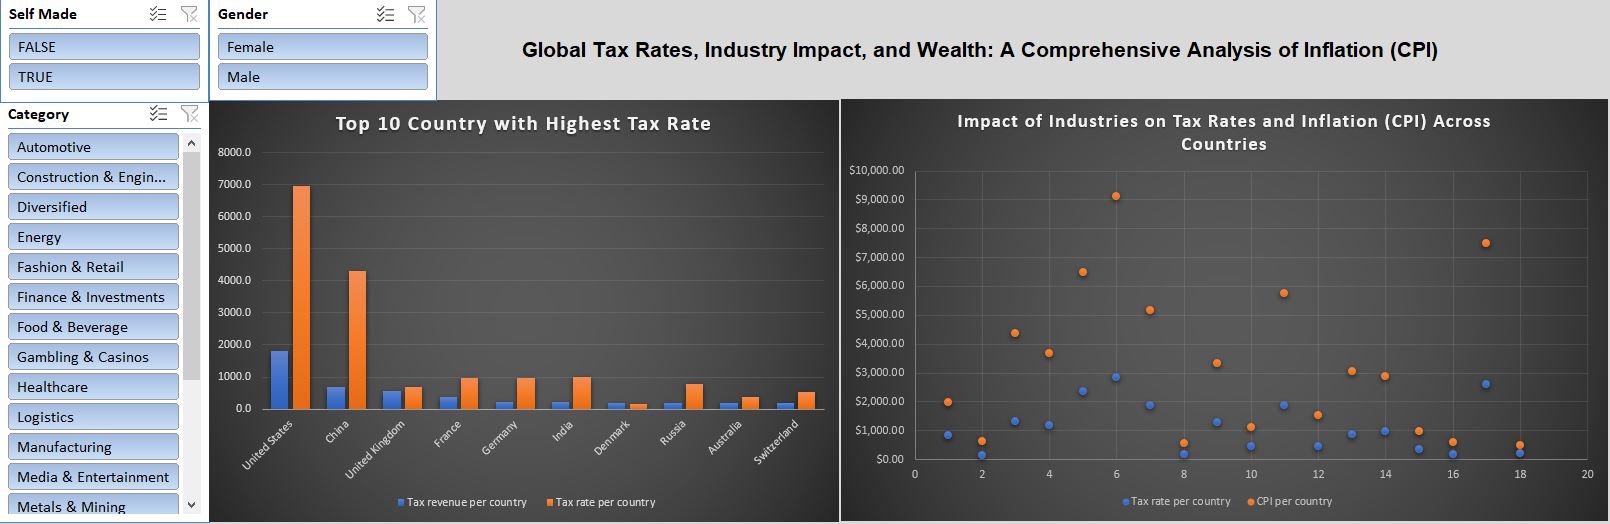 Self Made
FALSE
TRUE
Gender
Female
Male
Global Tax Rates, Industry Impact, and Wealth: A Comprehensive Analysis of Inflation (CPI)
Category
Automotive
Construction & Engin...
Diversified
Energy
Fashion & Retail
Finance & Investments
Food & Beverage
Gambling & Casinos
Healthcare
Logistics
Manufacturing
Media & Entertainment
Metals & Mining
Top 10 Country with Highest Tax Rate
8000.0
7000.0
6000.0
5000.0
4000.0
3000.0
2000.0
1000.0
0.0
United States
China
United Kingdom
France
Germany
India
Denmark
Russia
Australia
Switzerland
Tax revenue per country
Tax rate per country
Impact of Industries on Tax Rates and Inflation (CPI) Across
Countries
$10,000.00
$9,000.00
$8,000.00
$7,000.00
$6,000.00
$5,000.00
$4,000.00
$3,000.00
$2,000.00
$1,000.00
$0.00
0 2 4 6 8 10 12 14 16 18 20
Tax rate per country
CPI per country